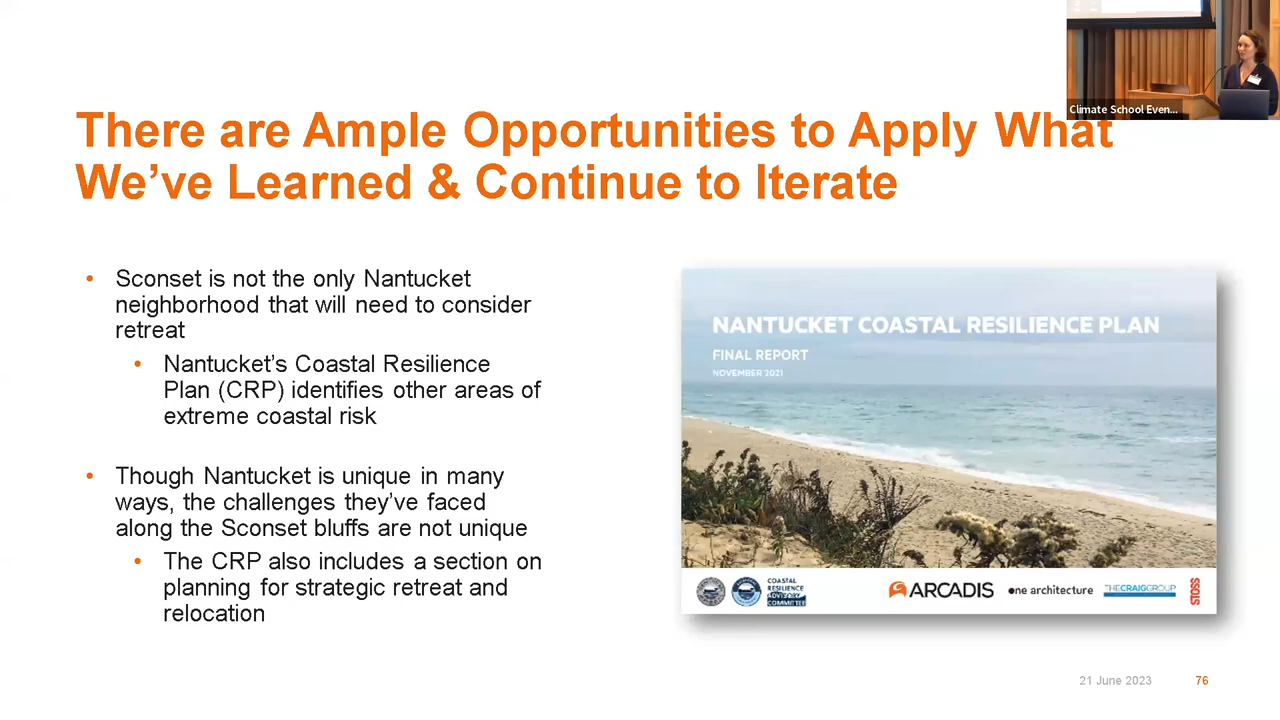 Climate School Even...
There are Ample Opportunities to Apply What
We’ve Learned & Continue to Iterate
• Sconset is not the only Nantucket
neighborhood that will need to consider
retreat
• Nantucket’s Coastal Resilience
Plan (CRP) identifies other areas of
extreme coastal risk
• Though Nantucket is unique in many
ways, the challenges they’ve faced
along the Sconset bluffs are not unique
• The CRP also includes a section on
planning for strategic retreat and
relocation
NANTUCKET COASTAL RESILIENCE PLAN
FINAL REPORT
NOVEMBER 2021
COASTAL
RESILIENCE
ADVISORY
COMMITTEE
ARCADIS
one architecture
THECRAIGGROUP
STOSS
21 June 2023
76